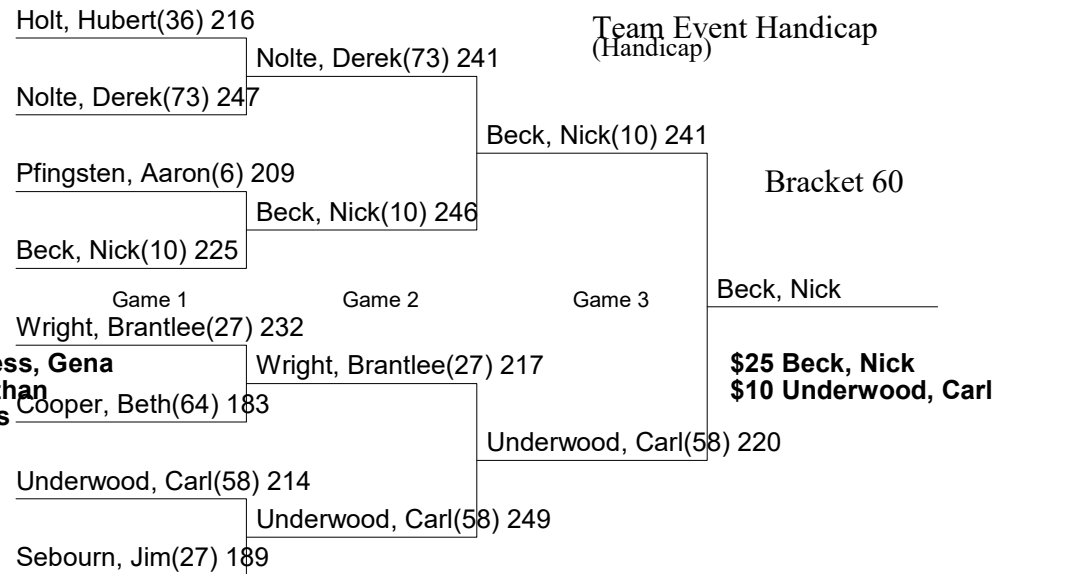 Holt, Hubert(36) 216
Team Event Handicap
(Handicap)
Nolte, Derek(73) 241
Nolte, Derek(73) 247
Beck, Nick(10) 241
Pfingsten, Aaron(6) 209
Bracket 60
Beck, Nick(10) 246
Beck, Nick(10) 225
Game 1
Game 2
Game 3
Beck, Nick
Wright, Brantlee(27) 232
ess, Gena
Wright, Brantlee(27) 217
$25 Beck, Nick
than
$10 Underwood, Carl
Cooper, Beth(64) 183
s
Underwood, Carl(58) 220
Underwood, Carl(58) 214
Underwood, Carl(58) 249
Sebourn, Jim(27) 189